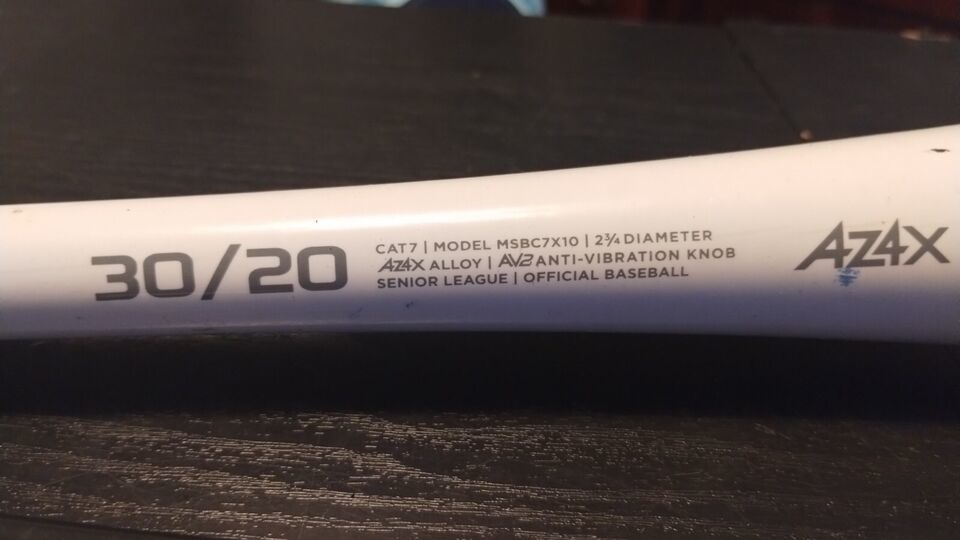 30/20
CAT7 | MODEL MSBC7X10 | 2¾ DIAMETER
AZ4X ALLOY | AV2 ANTI-VIBRATION KNOB
SENIOR LEAGUE | OFFICIAL BASEBALL
AZ4X